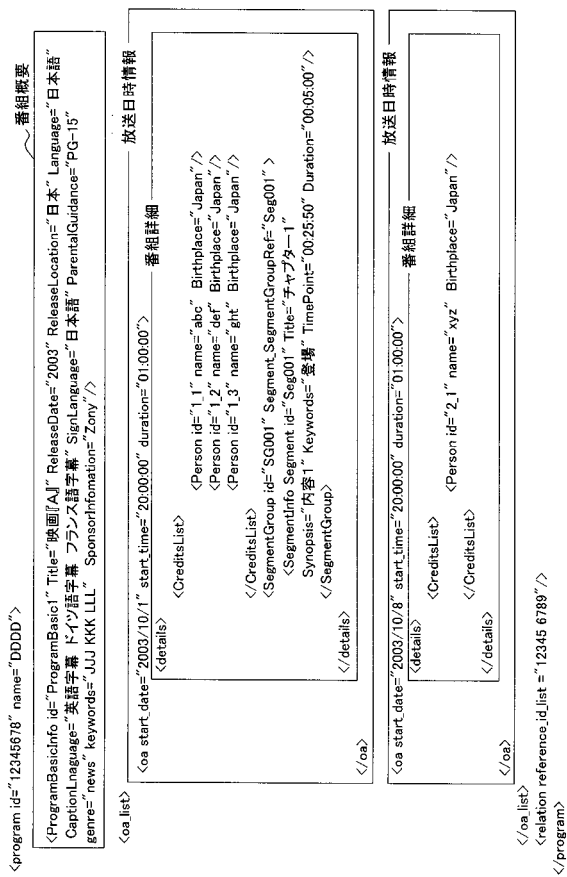 <program id="12345678" name="DDDD">
番組概要
<ProgramBasicInfo id="ProgramBasic1" Title="映画『A』" ReleaseDate="2003" ReleaseLocation="日本" Language="日本語"
CaptionLnaguage="英語字幕 ドイツ語字幕 フランス語字幕" SignLanguage="日本語" ParentalGuidance="PG-15"
genre="news" keywords="JJJ KKK LLL" SponsorInfomation="Zony"/>
<oa_list>
放送日時情報
<oa start_date="2003/10/1" start_time="20:00:00" duration="01:00:00">
番組詳細
<details>
<CreditsList>
<Person id="1_1" name="abc" Birthplace="Japan"/>
<Person id="1_2" name="def" Birthplace="Japan"/>
<Person id="1_3" name="ght" Birthplace="Japan"/>
</CreditsList>
<SegmentGroup id="SG001" Segment_SegmentGroupRef="Seg001" >
<SegmentInfo Segment id="Seg001" Title="チャプター1"
Synopsis="内容1" Keywords="登場" TimePoint="00:25:50" Duration="00:05:00"/>
</SegmentGroup>
</details>
</oa>
放送日時情報
<oa start_date="2003/10/8" start_time="20:00:00" duration="01:00:00">
番組詳細
<details>
<CreditsList>
<Person id="2_1" name="xyz" Birthplace="Japan"/>
</CreditsList>
</details>
</oa>
</oa_list>
<relation reference_id_list ="12345 6789"/>
</program>